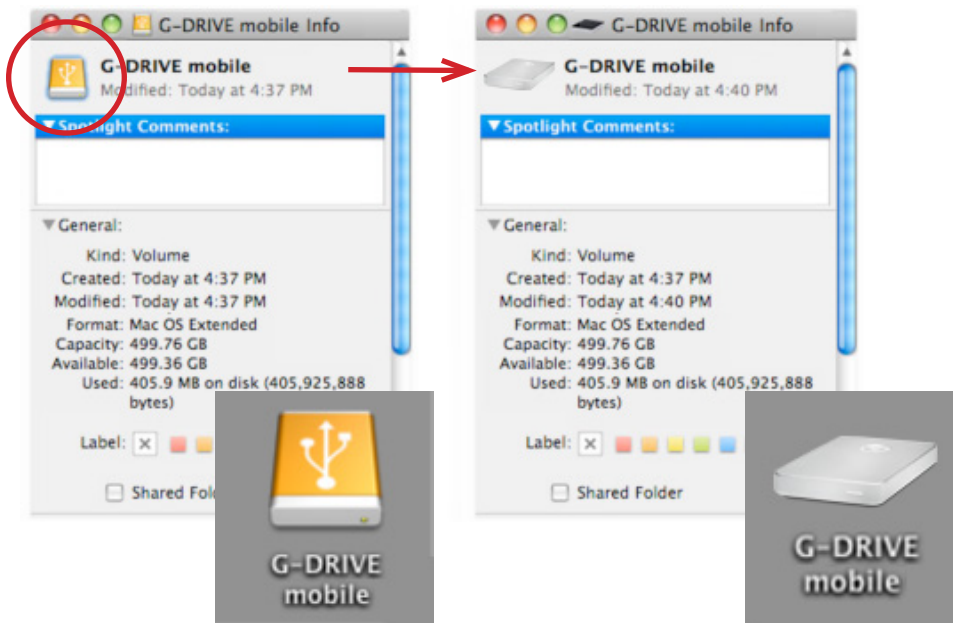 G-DRIVE mobile Info
G-DRIVE mobile
Modified: Today at 4:37 PM
Spotlight Comments:
General:
Kind: Volume
Created: Today at 4:37 PM
Modified: Today at 4:37 PM
Format: Mac OS Extended
Capacity: 499.76 GB
Available: 499.36 GB
Used: 405.9 MB on disk (405,925,888
bytes)
Label:
Shared Fol
G-DRIVE
mobile
G-DRIVE mobile Info
G-DRIVE mobile
Modified: Today at 4:40 PM
Spotlight Comments:
General:
Kind: Volume
Created: Today at 4:37 PM
Modified: Today at 4:40 PM
Format: Mac OS Extended
Capacity: 499.76 GB
Available: 499.36 GB
Used: 405.9 MB on disk (405,925,888
bytes)
Label:
Shared Folder
G-DRIVE
mobile